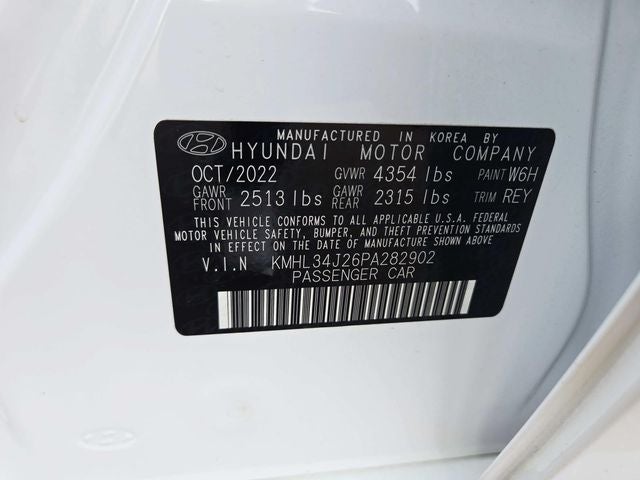 MANUFACTURED IN KOREA BY
HYUNDAI MOTOR COMPANY
OCT/2022 GVWR 4354 lbs PAINT W6H
GAWR FRONT 2513 lbs GAWR REAR 2315 lbs TRIM REY
THIS VEHICLE CONFORMS TO ALL APPLICABLE U.S.A. FEDERAL
MOTOR VEHICLE SAFETY, BUMPER, AND THEFT PREVENTION
STANDARDS IN EFFECT ON THE DATE OF MANUFACTURE SHOWN ABOVE
V.I.N KMHL34J26PA282902
PASSENGER CAR